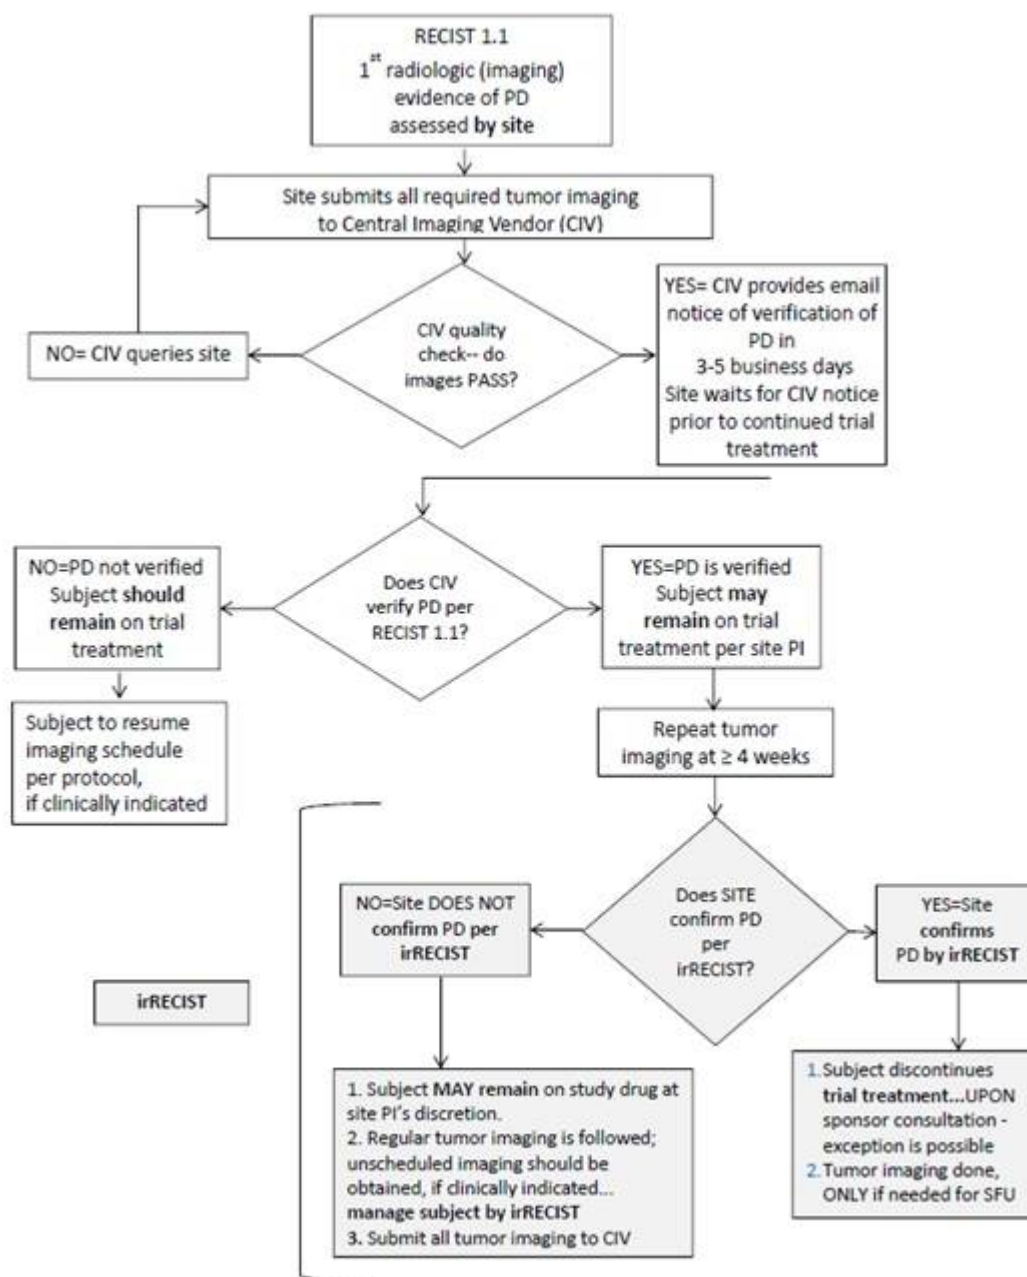 RECIST 1.1
1st radiologic (imaging)
evidence of PD
assessed by site
Site submits all required tumor imaging
to Central Imaging Vendor (CIV)
CIV quality
check-- do
images PASS?
NO= CIV queries site
YES= CIV provides email
notice of verification of
PD in
3-5 business days
Site waits for CIV notice
prior to continued trial
treatment
Does CIV
verify PD per
RECIST 1.1?
NO=PD not verified
Subject should
remain on trial
treatment
YES=PD is verified
Subject may
remain on trial
treatment per site PI
Subject to resume
imaging schedule
per protocol,
if clinically indicated
Repeat tumor
imaging at ≥ 4 weeks
Does SITE
confirm PD
per
irRECIST?
NO=Site DOES NOT
confirm PD per
irRECIST
YES=Site
confirms
PD by irRECIST
irRECIST
1. Subject MAY remain on study drug at
site PI's discretion.
2. Regular tumor imaging is followed;
unscheduled imaging should be
obtained, if clinically indicated...
manage subject by irRECIST
3. Submit all tumor imaging to CIV
1. Subject discontinues
trial treatment...UPON
sponsor consultation -
exception is possible
2. Tumor imaging done,
ONLY if needed for SFU